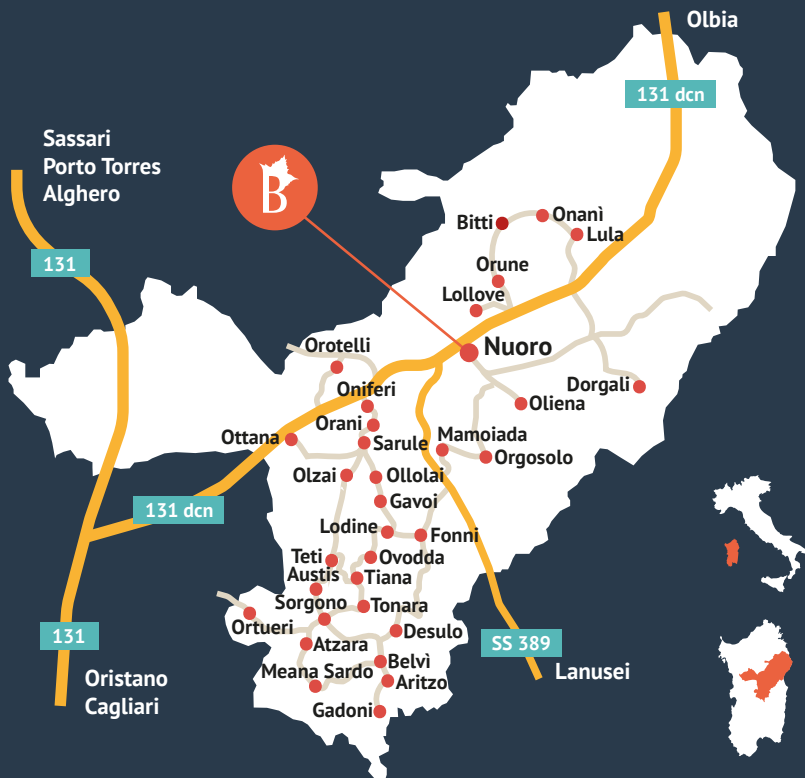 Olbia
131 dcn
Sassari
Porto Torres
Alghero
B
131
Bitti
Onanì
Lula
Orune
Lollove
Nuoro
Orotelli
Oniferi
Dorgali
Oliena
Orani
Ottana
Sarule
Mamoiada
Orgosolo
Olzai
Ollolai
Gavoi
131 dcn
Lodine
Fonni
Teti
Ovodda
Austis
Tiana
Sorgono
Tonara
Ortueri
Desulo
131
Atzara
SS 389
Belvì
Meana Sardo
Aritzo
Lanusei
Oristano
Cagliari
Gadoni